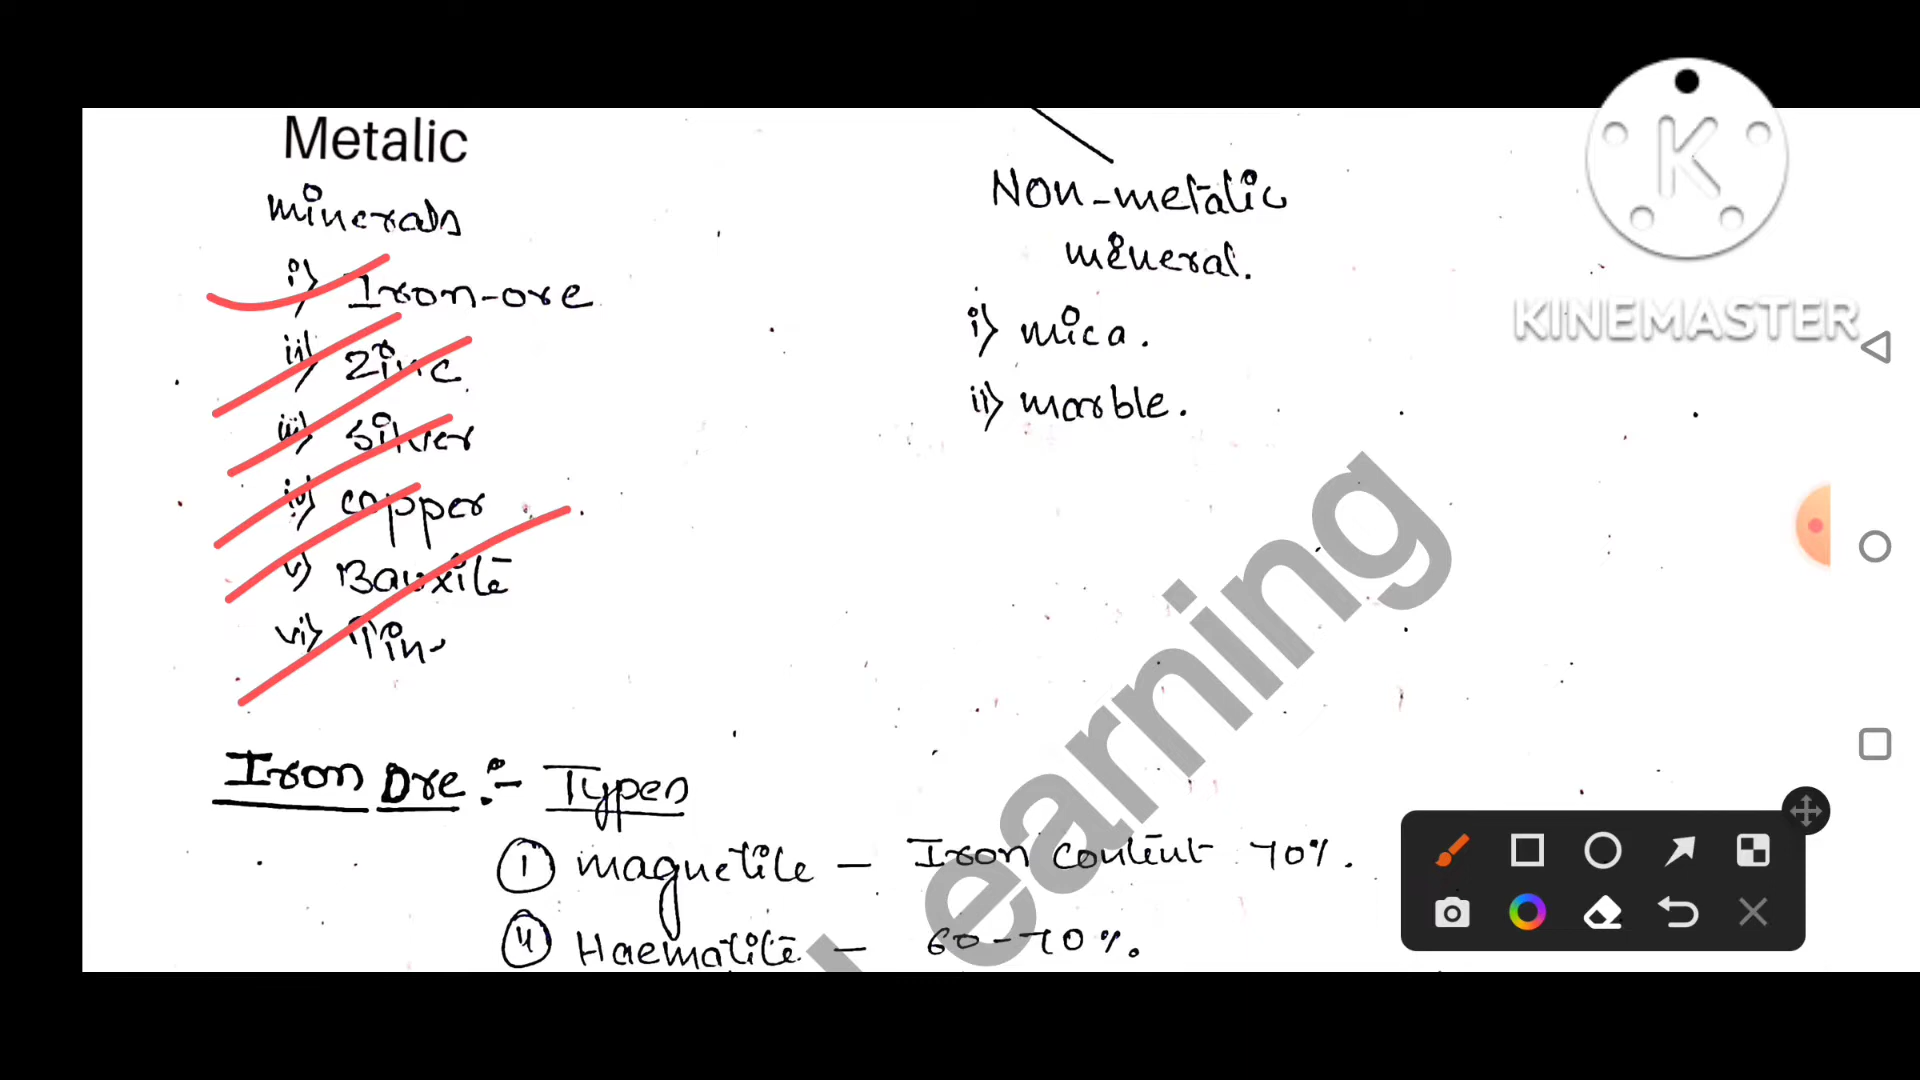 Metalic
minerals
i) Iron-ore
ii) Zinc
iii) Silver
iv) copper
v) Bauxite
vi) Tin
Non-metalic
mineral.
i) mica.
ii) marble.
KINEMASTER
Iron Ore :- Types
① magnetite – Iron content 70%.
② Haematite – 60-70%.
Learning